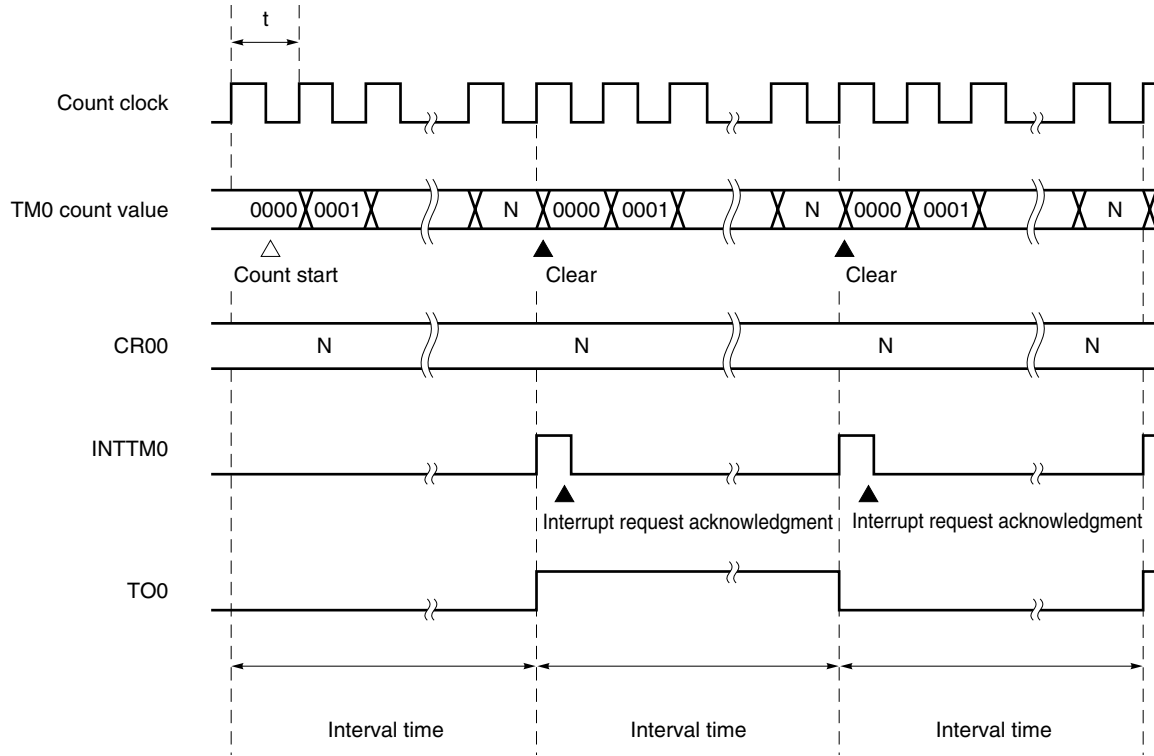 t
Count clock
TM0 count value
0000 0001 N 0000 0001 N 0000 0001 N
Count start Clear Clear
CR00 N N N N
INTTM0
Interrupt request acknowledgment Interrupt request acknowledgment
TO0
Interval time Interval time Interval time